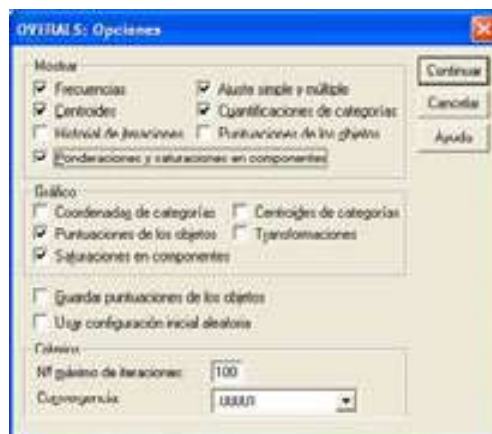 OVERALS: Opciones
Mostrar
Frecuencias
Ajuste simple y múltiple
Centroides
Cuantificaciones de categorías
Historial de iteraciones
Puntuaciones de los objetos
Ponderaciones y saturaciones en componentes
Continuar
Cancelar
Ayuda
Gráfico
Coordenadas de categorías
Centroides de categorías
Puntuaciones de los objetos
Transformaciones
Saturaciones en componentes
Guardar puntuaciones de los objetos
Usar configuración inicial aleatoria
Criterios
Nº máximo de iteraciones:
100
Convergencia:
,00001